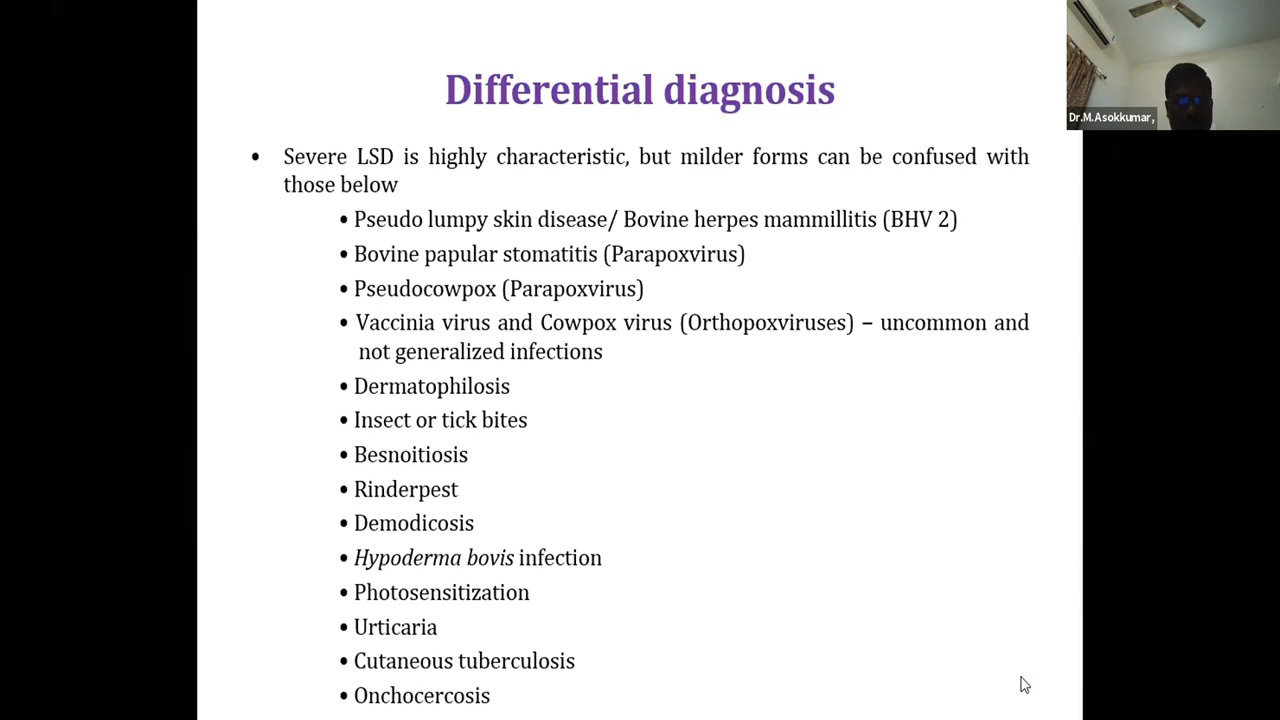 Differential diagnosis
Dr.M.Asokkumar,
• Severe LSD is highly characteristic, but milder forms can be confused with
those below
• Pseudo lumpy skin disease/ Bovine herpes mammillitis (BHV 2)
• Bovine papular stomatitis (Parapoxvirus)
• Pseudocowpox (Parapoxvirus)
• Vaccinia virus and Cowpox virus (Orthopoxviruses) – uncommon and
not generalized infections
• Dermatophilosis
• Insect or tick bites
• Besnoitiosis
• Rinderpest
• Demodicosis
• Hypoderma bovis infection
• Photosensitization
• Urticaria
• Cutaneous tuberculosis
• Onchocercosis